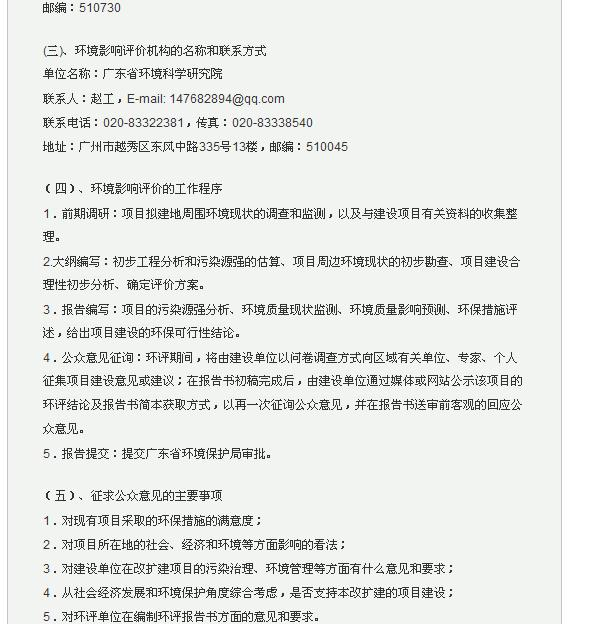 邮编：510730
(三)、环境影响评价机构的名称和联系方式
单位名称：广东省环境科学研究院
联系人：赵工，E-mail: 147682894@qq.com
联系电话：020-83322381，传真：020-83338540
地址：广州市越秀区东风中路335号13楼，邮编：510045
（四）、环境影响评价的工作程序
1．前期调研：项目拟建地周围环境现状的调查和监测，以及与建设项目有关资料的收集整
理。
2.大纲编写：初步工程分析和污染源强的估算、项目周边环境现状的初步勘查、项目建设合
理性初步分析、确定评价方案。
3．报告编写：项目的污染源强分析、环境质量现状监测、环境质量影响预测、环保措施评
述，给出项目建设的环保可行性结论。
4．公众意见征询：环评期间，将由建设单位以问卷调查方式向区域有关单位、专家、个人
征集项目建设意见或建议；在报告书初稿完成后，由建设单位通过媒体或网站公示该项目的
环评结论及报告书简本获取方式，以再一次征询公众意见，并在报告书送审前客观的回应公
众意见。
5．报告提交：提交广东省环境保护局审批。
（五）、征求公众意见的主要事项
1．对现有项目采取的环保措施的满意度；
2．对项目所在地的社会、经济和环境等方面影响的看法；
3．对建设单位在改扩建项目的污染治理、环境管理等方面有什么意见和要求；
4．从社会经济发展和环境保护角度综合考虑，是否支持本改扩建的项目建设；
5．对环评单位在编制环评报告书方面的意见和要求。